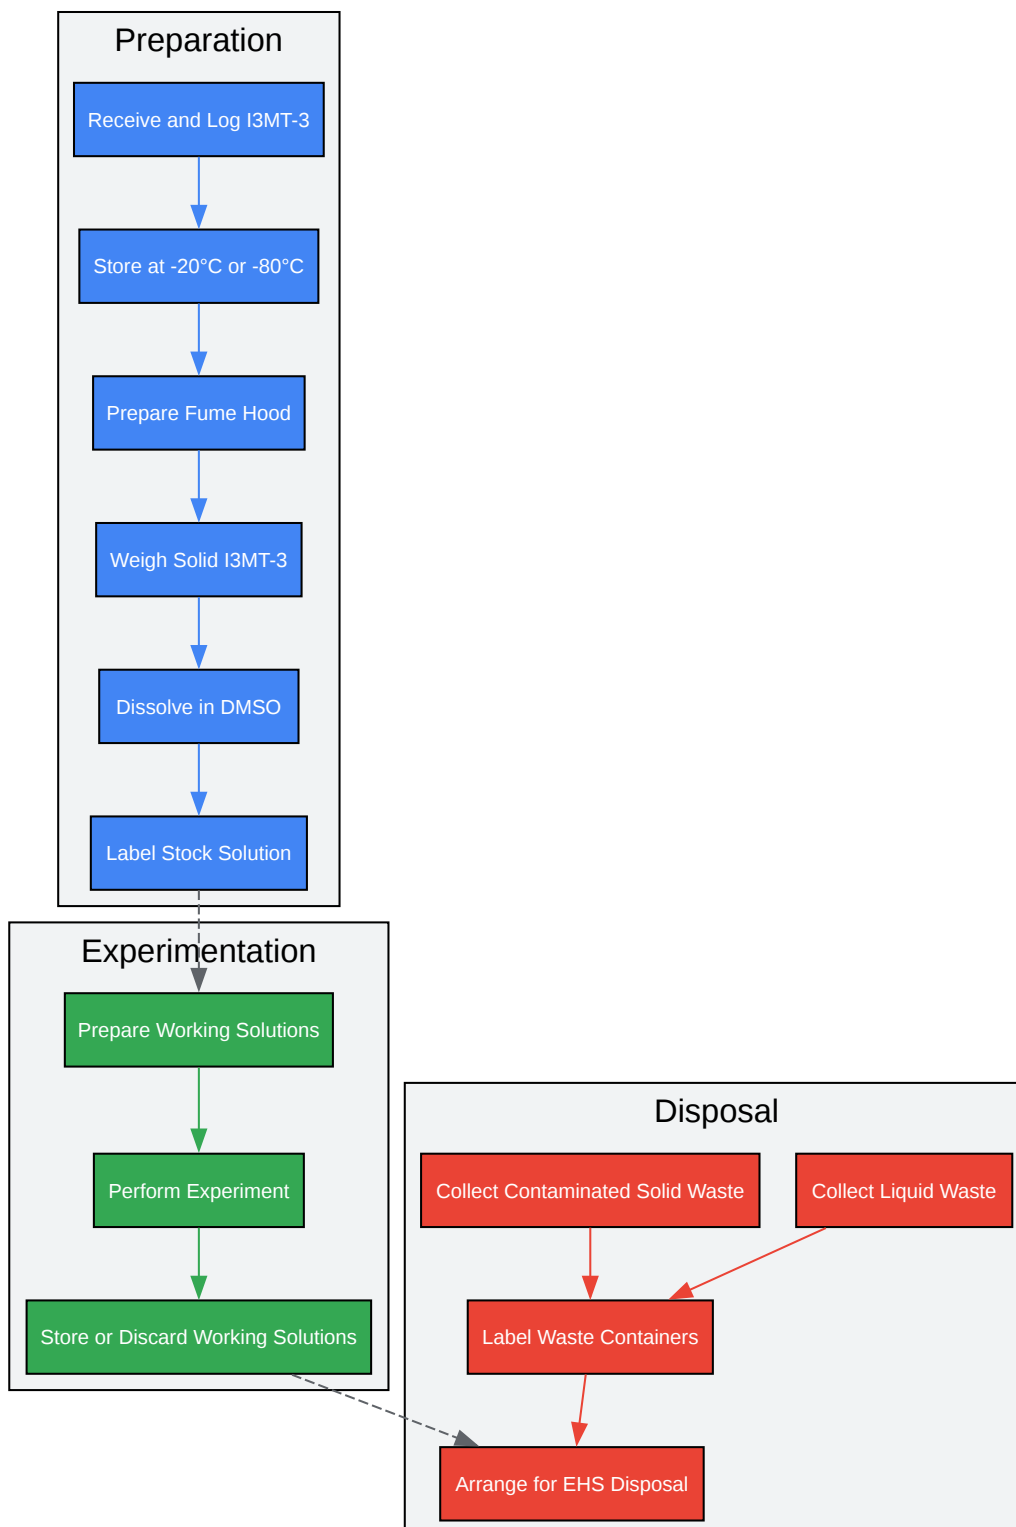 Preparation
Receive and Log I3MT-3
Store at -20°C or -80°C
Prepare Fume Hood
Weigh Solid I3MT-3
Dissolve in DMSO
Label Stock Solution
Experimentation
Prepare Working Solutions
Perform Experiment
Store or Discard Working Solutions
Disposal
Collect Contaminated Solid Waste
Collect Liquid Waste
Label Waste Containers
Arrange for EHS Disposal